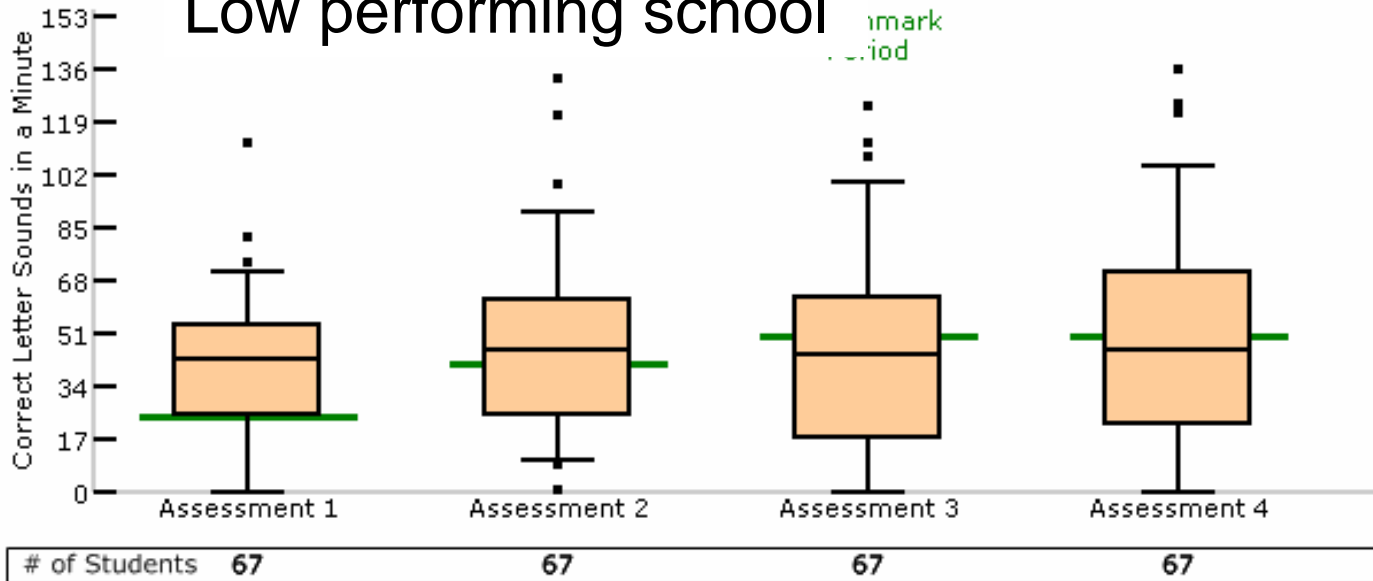 Low performing school
153
136
119
102
85
68
51
34
17
0
Correct Letter Sounds in a Minute
Assessment 1 Assessment 2 Assessment 3 Assessment 4
# of Students 67 67 67 67